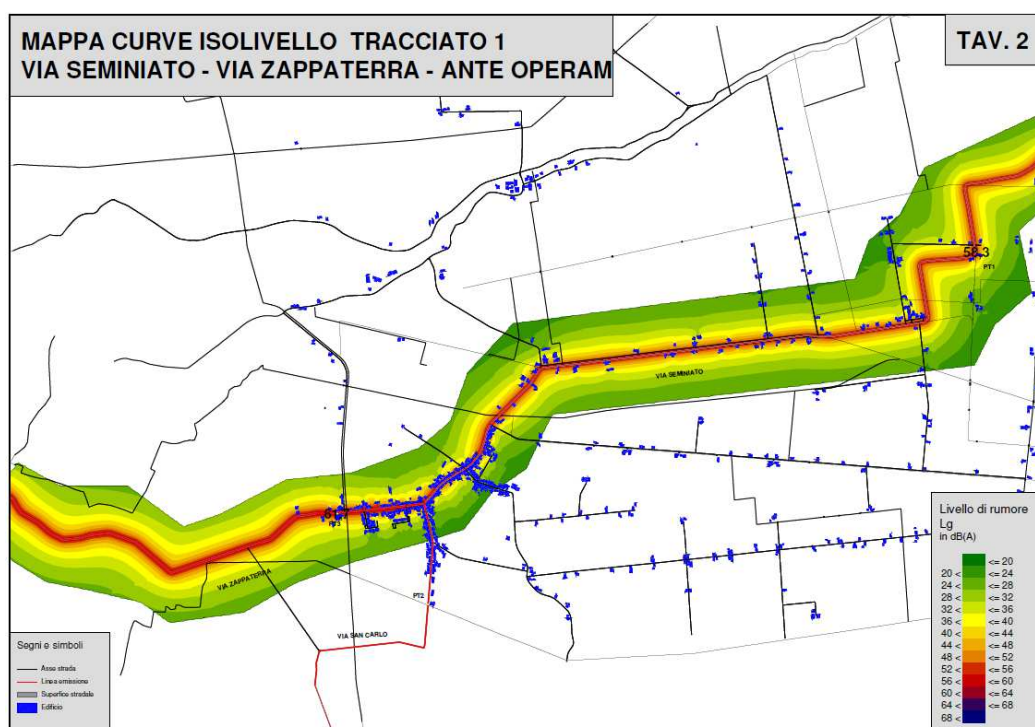 MAPPA CURVE ISOLIVELLO TRACCIATO 1
VIA SEMINIATO - VIA ZAPPATERRA - ANTE OPERAM
TAV. 2
58.3
PT1
VIA SEMINIATO
VIA ZAPPATERRA
PT2
VIA SAN CARLO
Segni e simboli
Asse strada
Linea emissione
Superfice stradale
Edificio
Livello di rumore
Lg
in dB(A)
<= 20
20 < <= 24
24 < <= 28
28 < <= 32
32 < <= 36
36 < <= 40
40 < <= 44
44 < <= 48
48 < <= 52
52 < <= 56
56 < <= 60
60 < <= 64
64 < <= 68
68 <